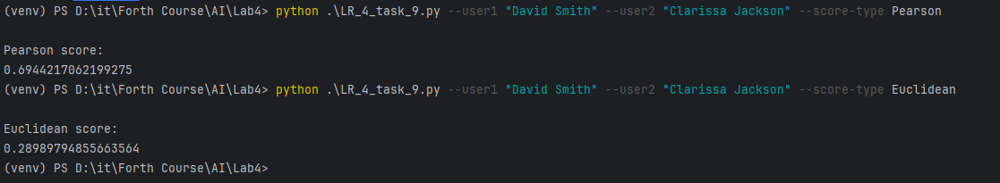 (venv) PS D:\it\Forth Course\AI\Lab4> python .\LR_4_task_9.py --user1 "David Smith" --user2 "Clarissa Jackson" --score-type Pearson
Pearson score:
0.6944217062199275
(venv) PS D:\it\Forth Course\AI\Lab4> python .\LR_4_task_9.py --user1 "David Smith" --user2 "Clarissa Jackson" --score-type Euclidean
Euclidean score:
0.28989794855663564
(venv) PS D:\it\Forth Course\AI\Lab4>